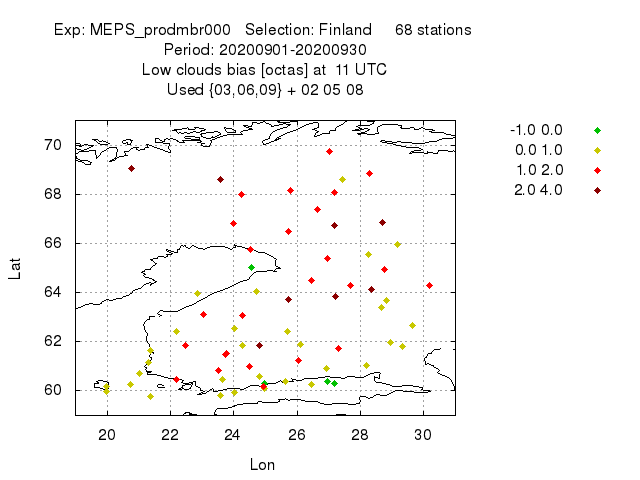 Exp: MEPS_prodmbr000 Selection: Finland 68 stations
Period: 20200901-20200930
Low clouds bias [octas] at 11 UTC
Used {03,06,09} + 02 05 08
-1.0 0.0
0.0 1.0
1.0 2.0
2.0 4.0
70
68
66
64
62
60
Lat
20 22 24 26 28 30
Lon